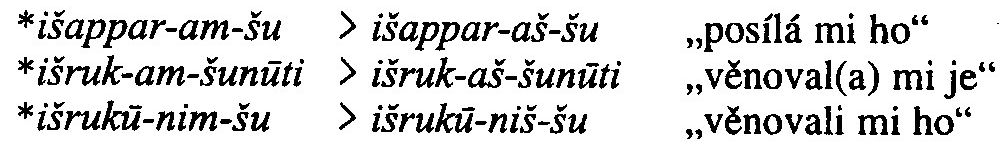 *išappar-am-šu > išappar-aš-šu „posílá mi ho“
*išruk-am-šunūti > išruk-aš-šunūti „věnoval(a) mi je“
*išrukū-nim-šu > išrukū-niš-šu „věnovali mi ho“